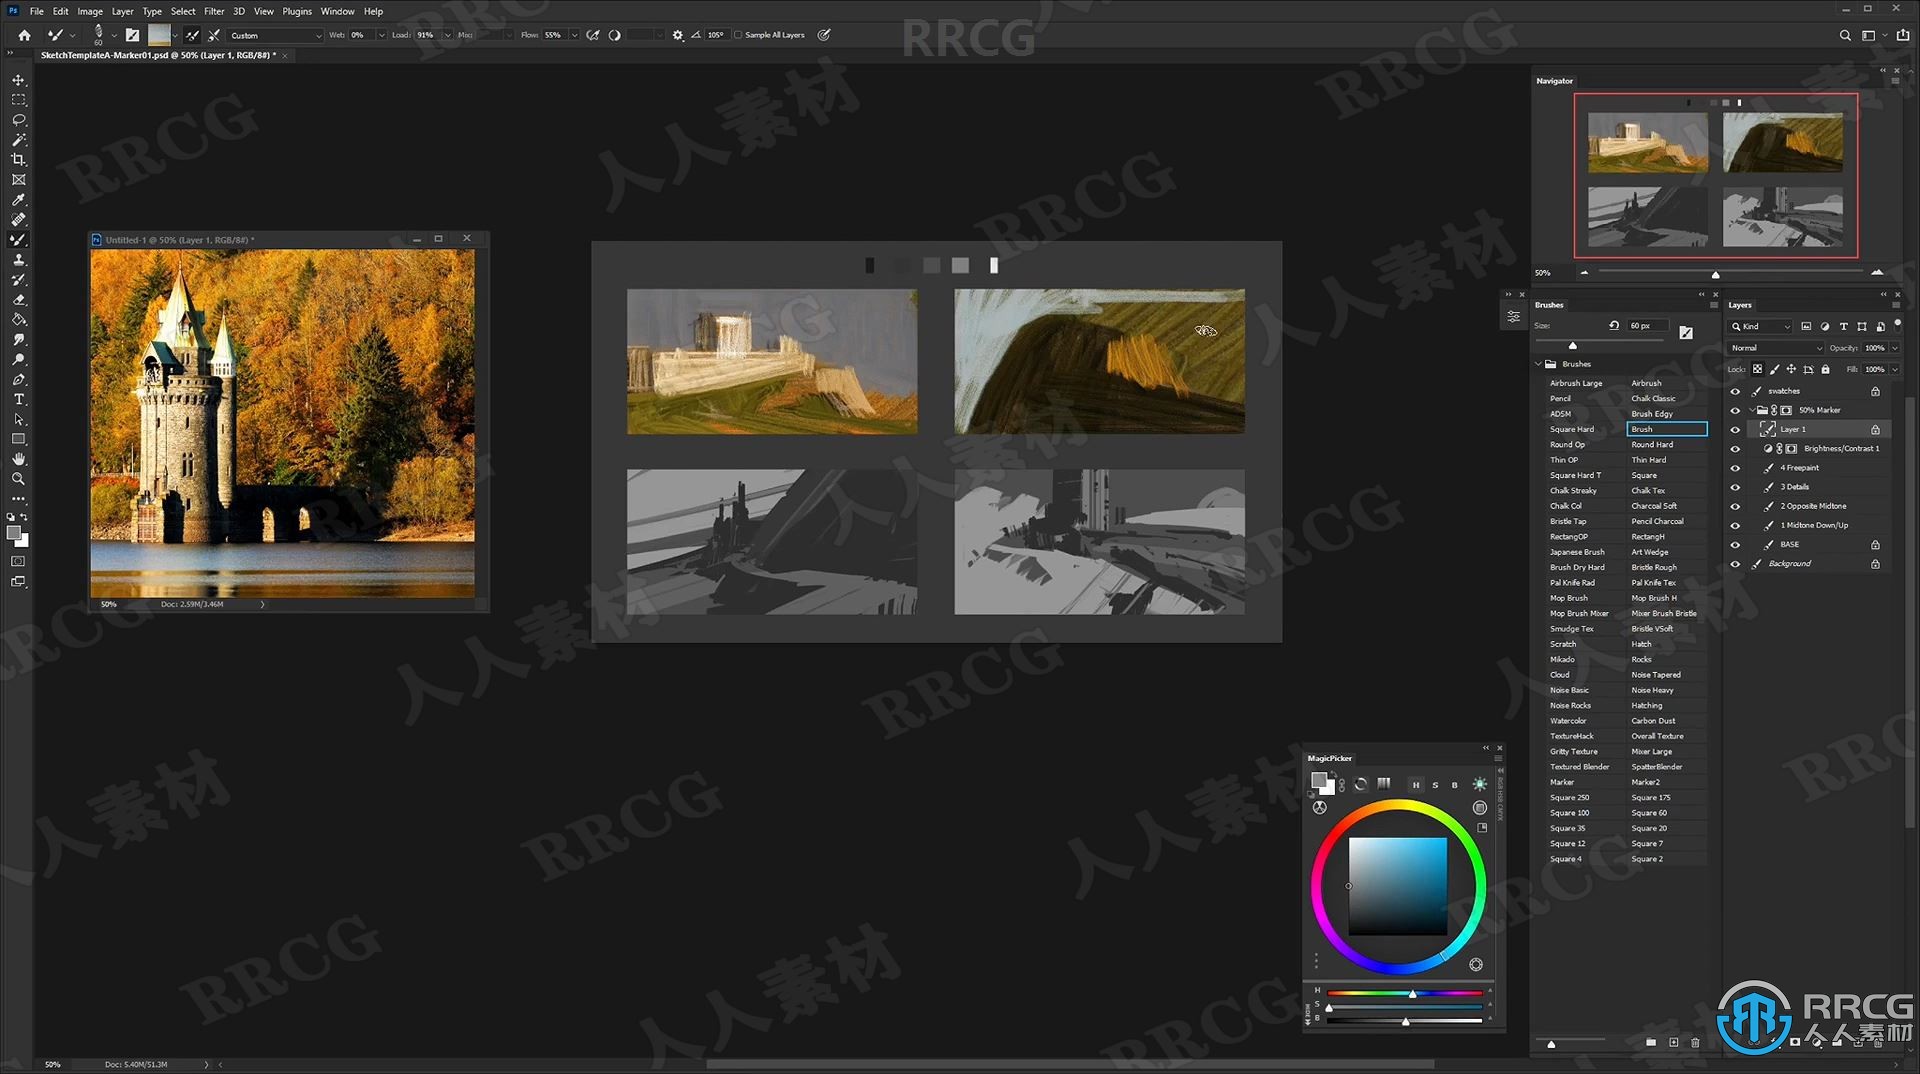 File Edit Image Layer Type Select Filter 3D View Plugins Window Help
60 Custom Wet: 0% Load: 91% Mix: Flow: 55% 105° Sample All Layers
SketchTemplateA-Marker01.psd @ 50% (Layer 1, RGB/8#) *
RRCG
Untitled-1 @ 50% (Layer 1, RGB/8#) *
50% Doc: 2.59M/3.46M
Navigator
50%
Brushes
Size: 60 px
Brushes
Airbrush Large Airbrush
Pencil Chalk Classic
ADSM Brush Edgy
Square Hard Brush
Round Op Round Hard
Thin OP Thin Hard
Square Hard T Square
Chalk Streaky Chalk Tex
Chalk Col Charcoal Soft
Bristle Tap Pencil Charcoal
RectangOP RectangH
Japanese Brush Art Wedge
Brush Dry Hard Bristle Rough
Pal Knife Rad Pal Knife Tex
Mop Brush Mop Brush H
Mop Brush Mixer Mixer Brush Bristle
Smudge Tex Bristle VSoft
Scratch Hatch
Mikado Rocks
Cloud Noise Tapered
Noise Basic Noise Heavy
Noise Rocks Hatching
Watercolor Carbon Dust
TextureHack Overall Texture
Gritty Texture Mixer Large
Textured Blender SpatterBlender
Marker Marker2
Square 250 Square 175
Square 100 Square 60
Square 35 Square 20
Square 12 Square 7
Square 4 Square 2
Layers
Kind
Normal Opacity: 100%
Lock: Fill: 100%
swatches
50% Marker
Layer 1
Brightness/Contrast 1
4 Freepaint
3 Details
2 Opposite Midtone
1 Midtone Down/Up
BASE
Background
MagicPicker
H S B
RGB HSB CMYK
H
S
B
HIDE
50% Doc: 5.40M/51.3M
RRCG
人人素材